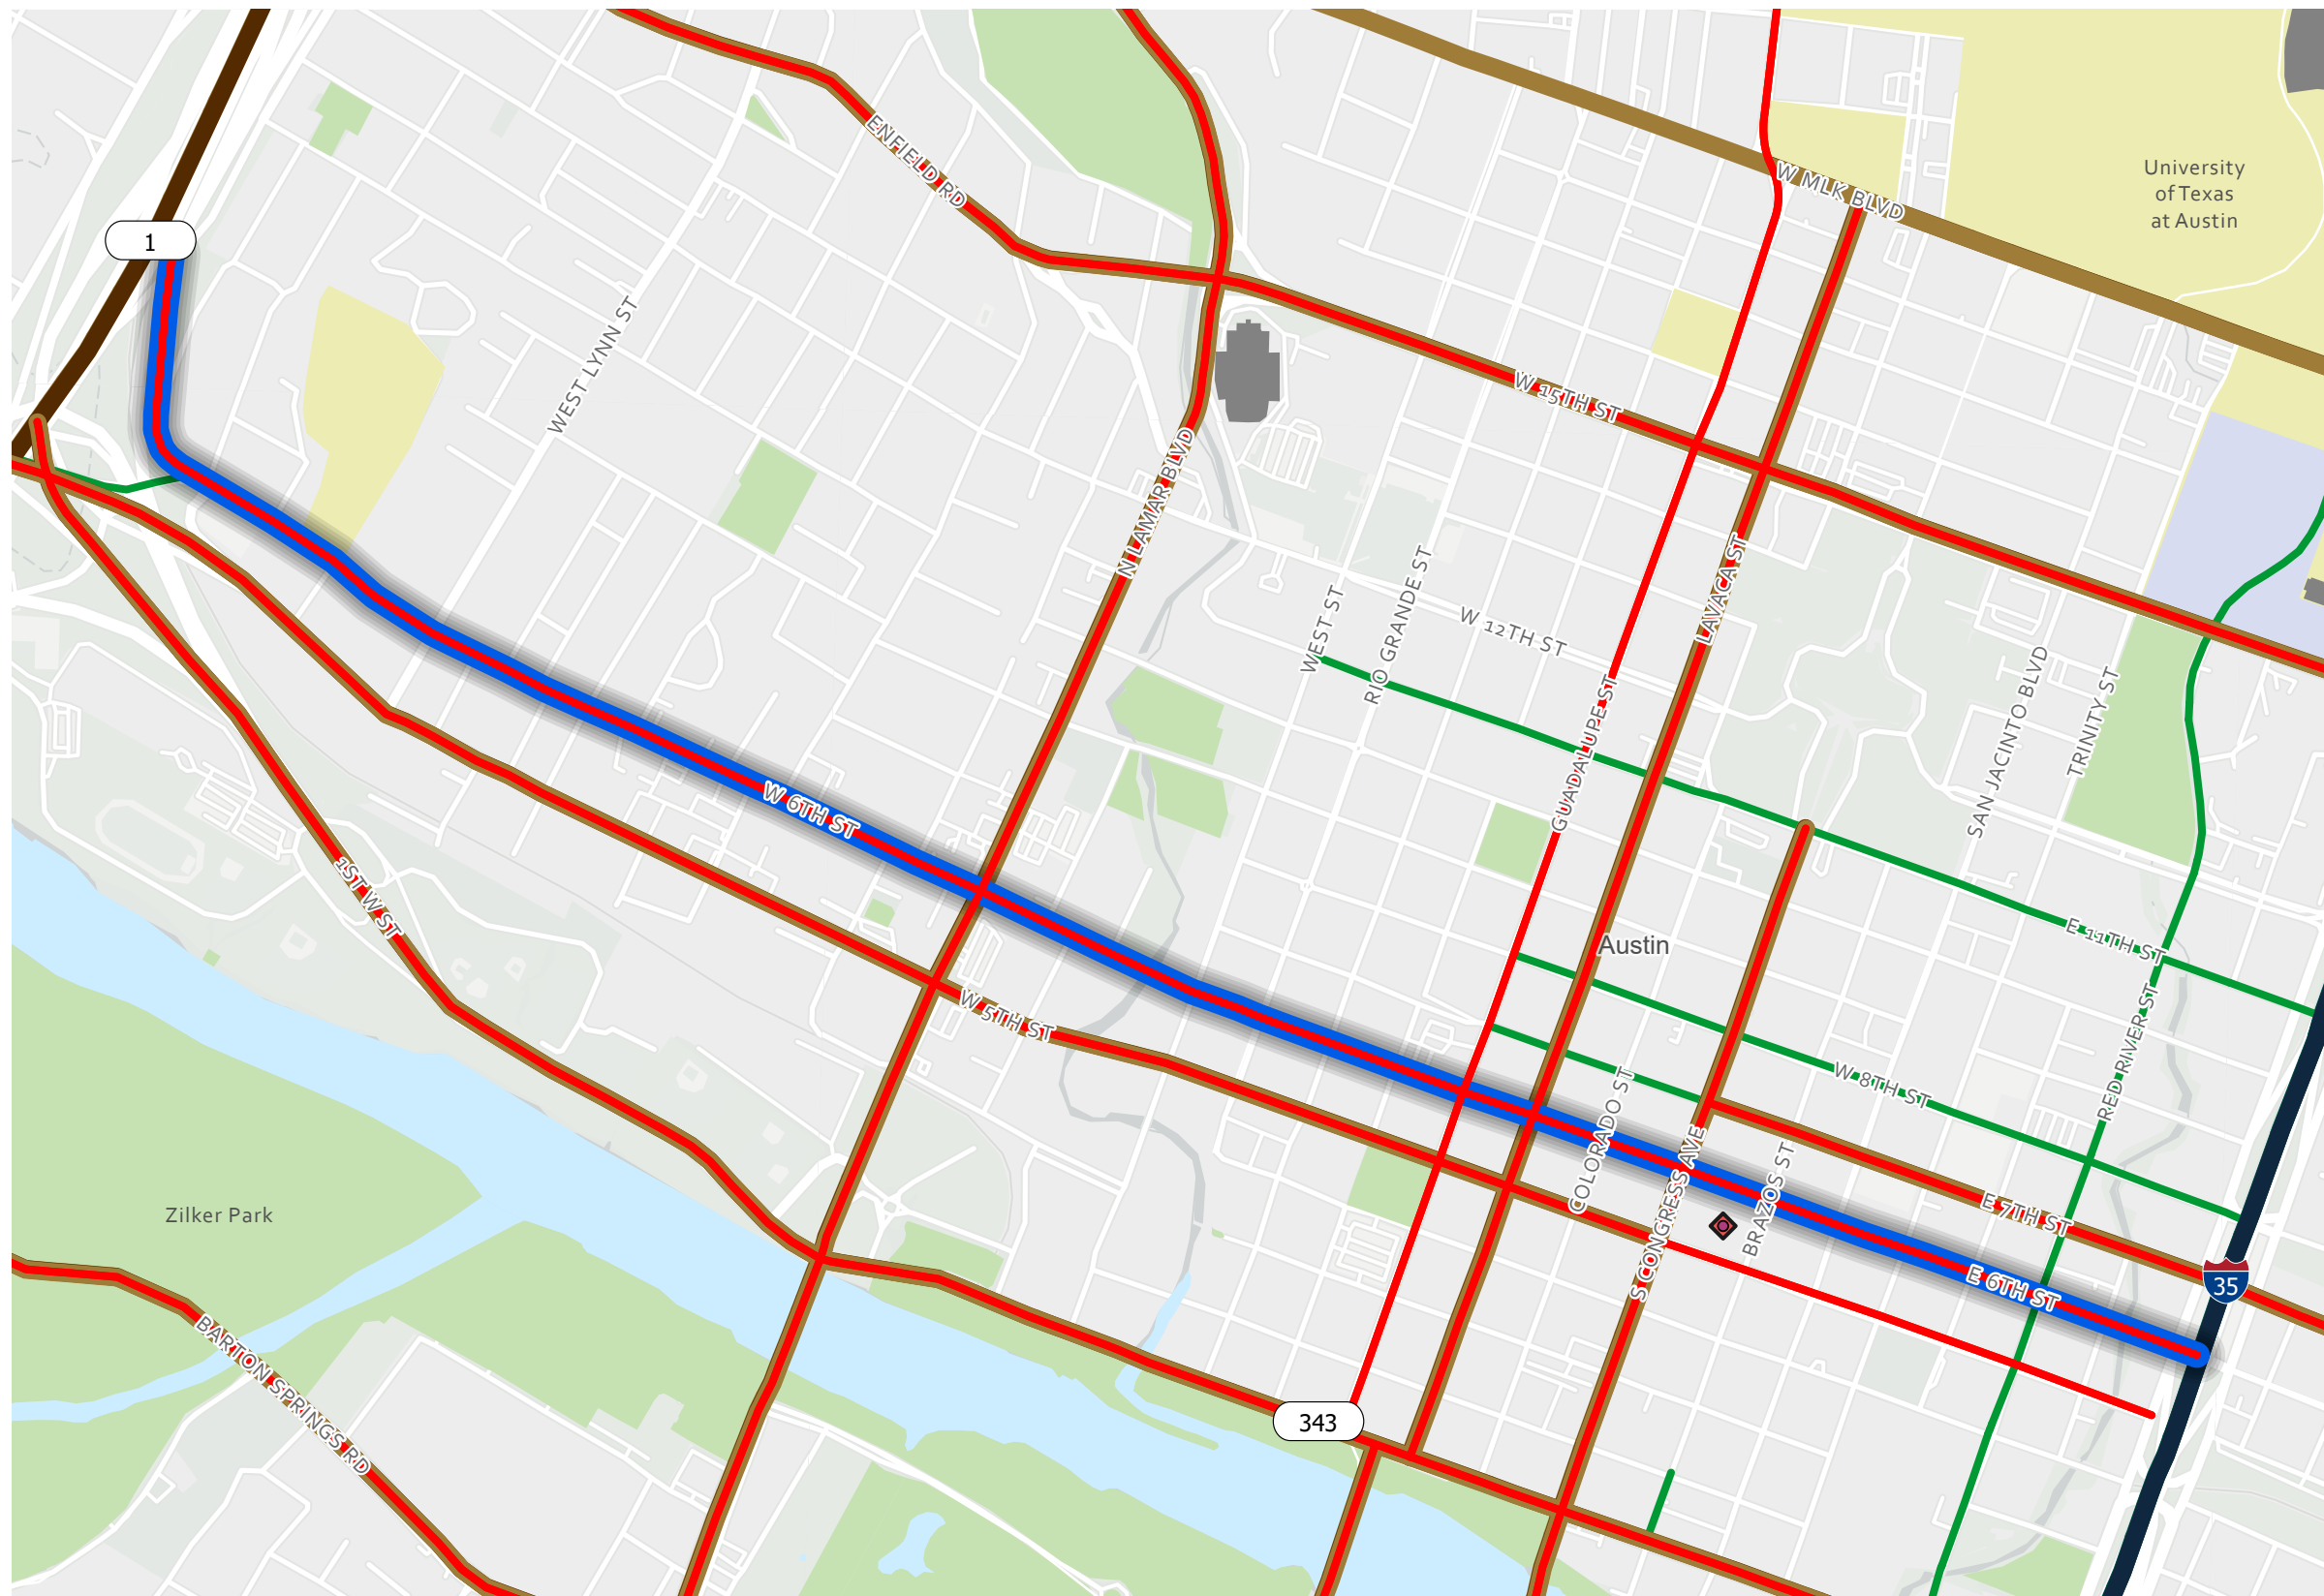 ENFIELD RD
W MLK BLVD
University
of Texas
at Austin
1
WEST LYNN ST
W 15TH ST
N LAMAR BLVD
LAVACA ST
WEST ST
RIO GRANDE ST
W 12TH ST
GUADALUPE ST
SAN JACINTO BLVD
TRINITY ST
W 6TH ST
1ST W ST
Austin
E 11TH ST
W 5TH ST
RED RIVER ST
W 8TH ST
COLORADO ST
S CONGRESS AVE
BRAZOS ST
Zilker Park
E 7TH ST
E 6TH ST
35
BARTON SPRINGS RD
343